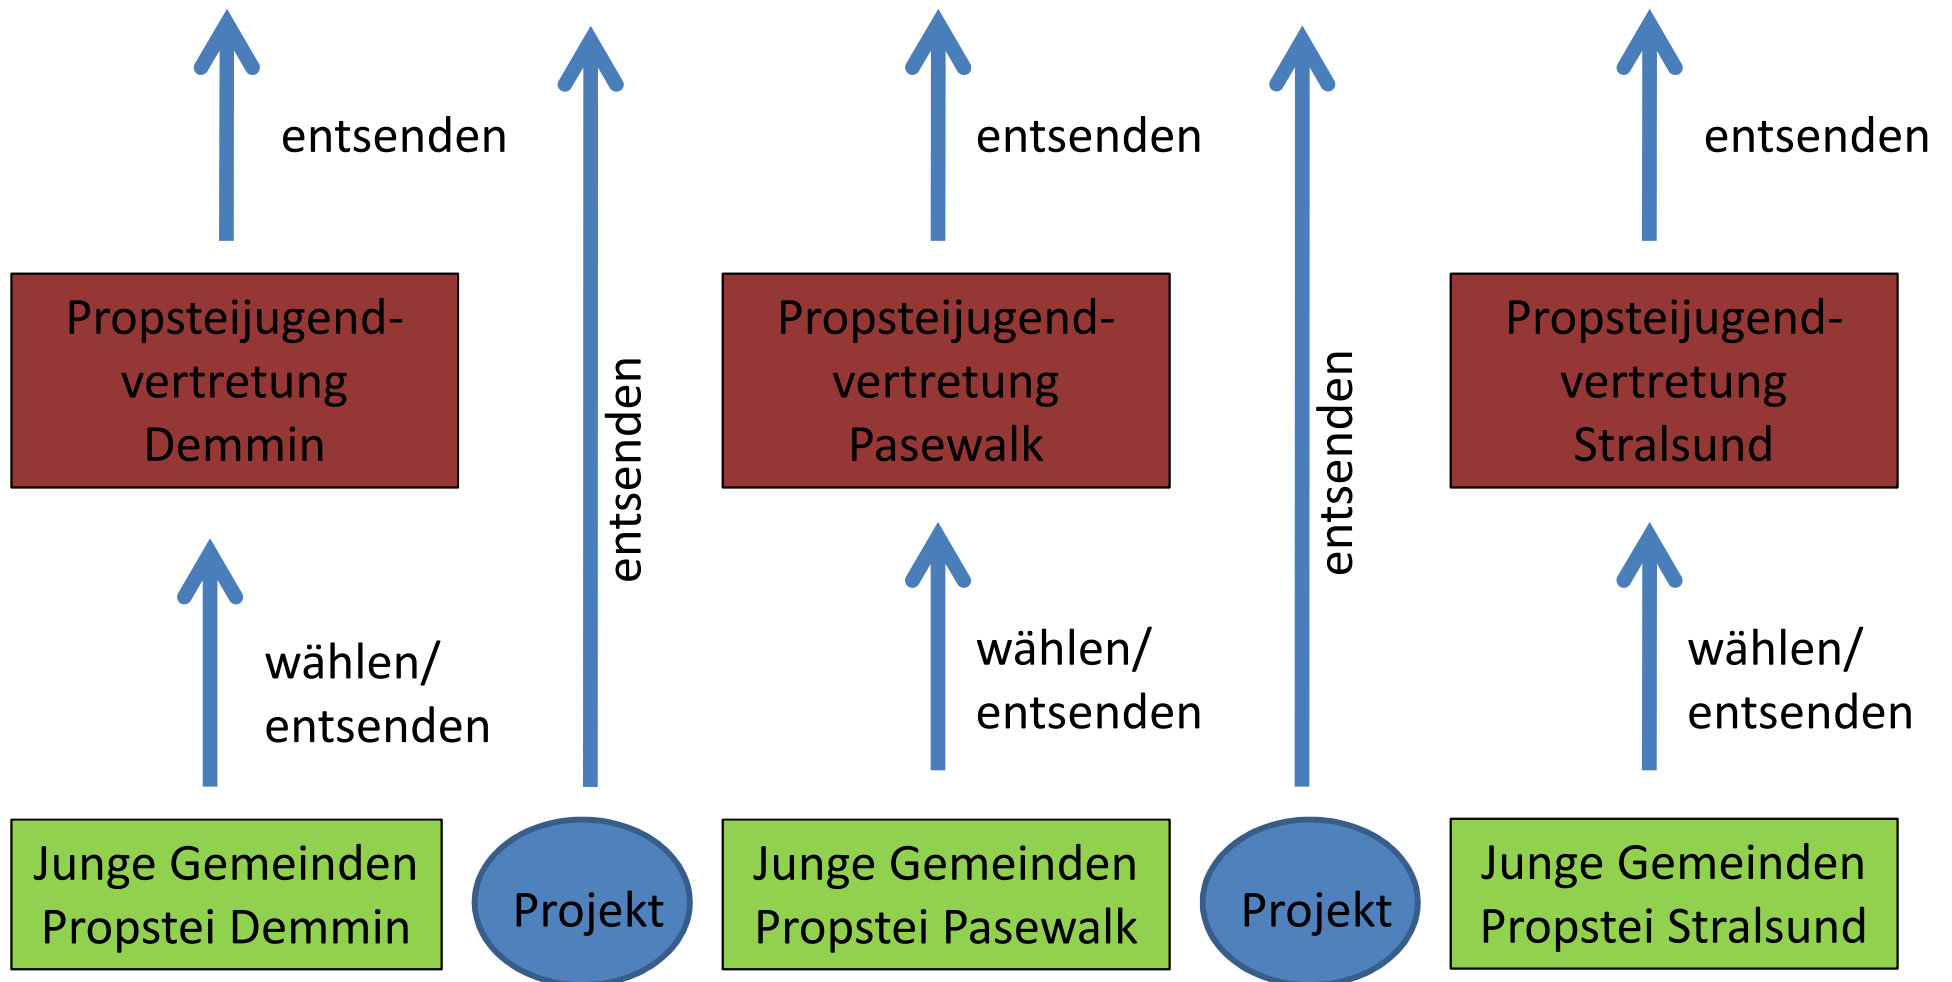 entsenden
entsenden
entsenden
Propsteijugend-
vertretung
Demmin
entsenden
Propsteijugend-
vertretung
Pasewalk
entsenden
Propsteijugend-
vertretung
Stralsund
wählen/
entsenden
wählen/
entsenden
wählen/
entsenden
Junge Gemeinden
Propstei Demmin
Projekt
Junge Gemeinden
Propstei Pasewalk
Projekt
Junge Gemeinden
Propstei Stralsund